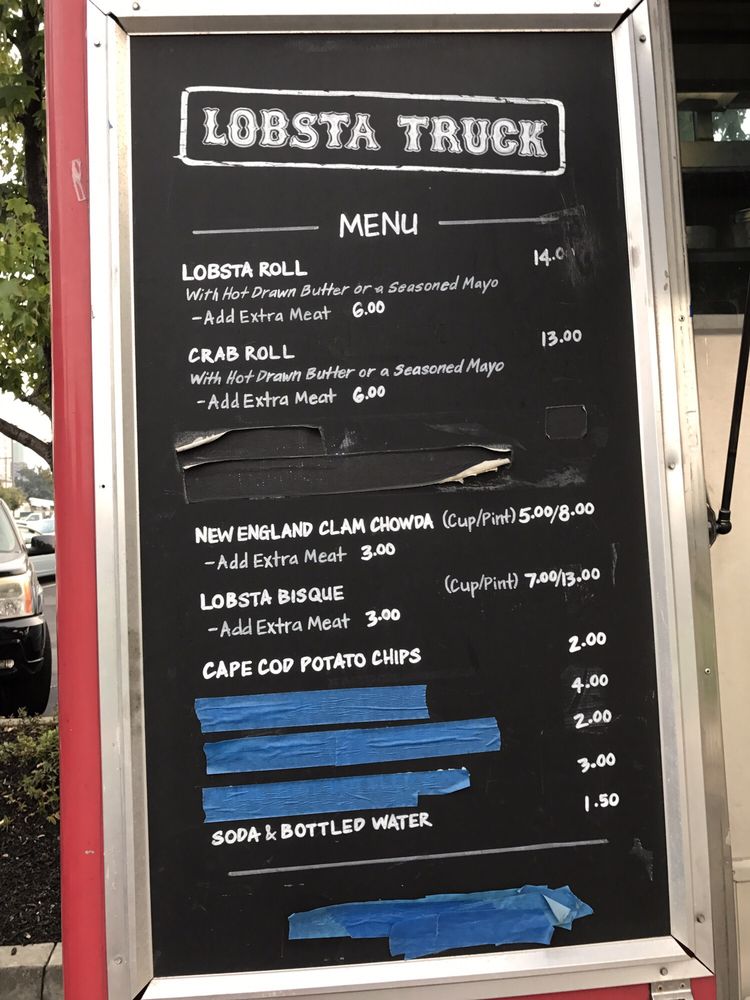 LOBSTA TRUCK
MENU
LOBSTA ROLL 14.00
With Hot Drawn Butter or a Seasoned Mayo
-Add Extra Meat 6.00
CRAB ROLL 13.00
With Hot Drawn Butter or a Seasoned Mayo
-Add Extra Meat 6.00
NEW ENGLAND CLAM CHOWDA (Cup/Pint) 5.00/8.00
-Add Extra Meat 3.00
LOBSTA BISQUE (Cup/Pint) 7.00/13.00
-Add Extra Meat 3.00
CAPE COD POTATO CHIPS 2.00
4.00
2.00
3.00
SODA & BOTTLED WATER 1.50